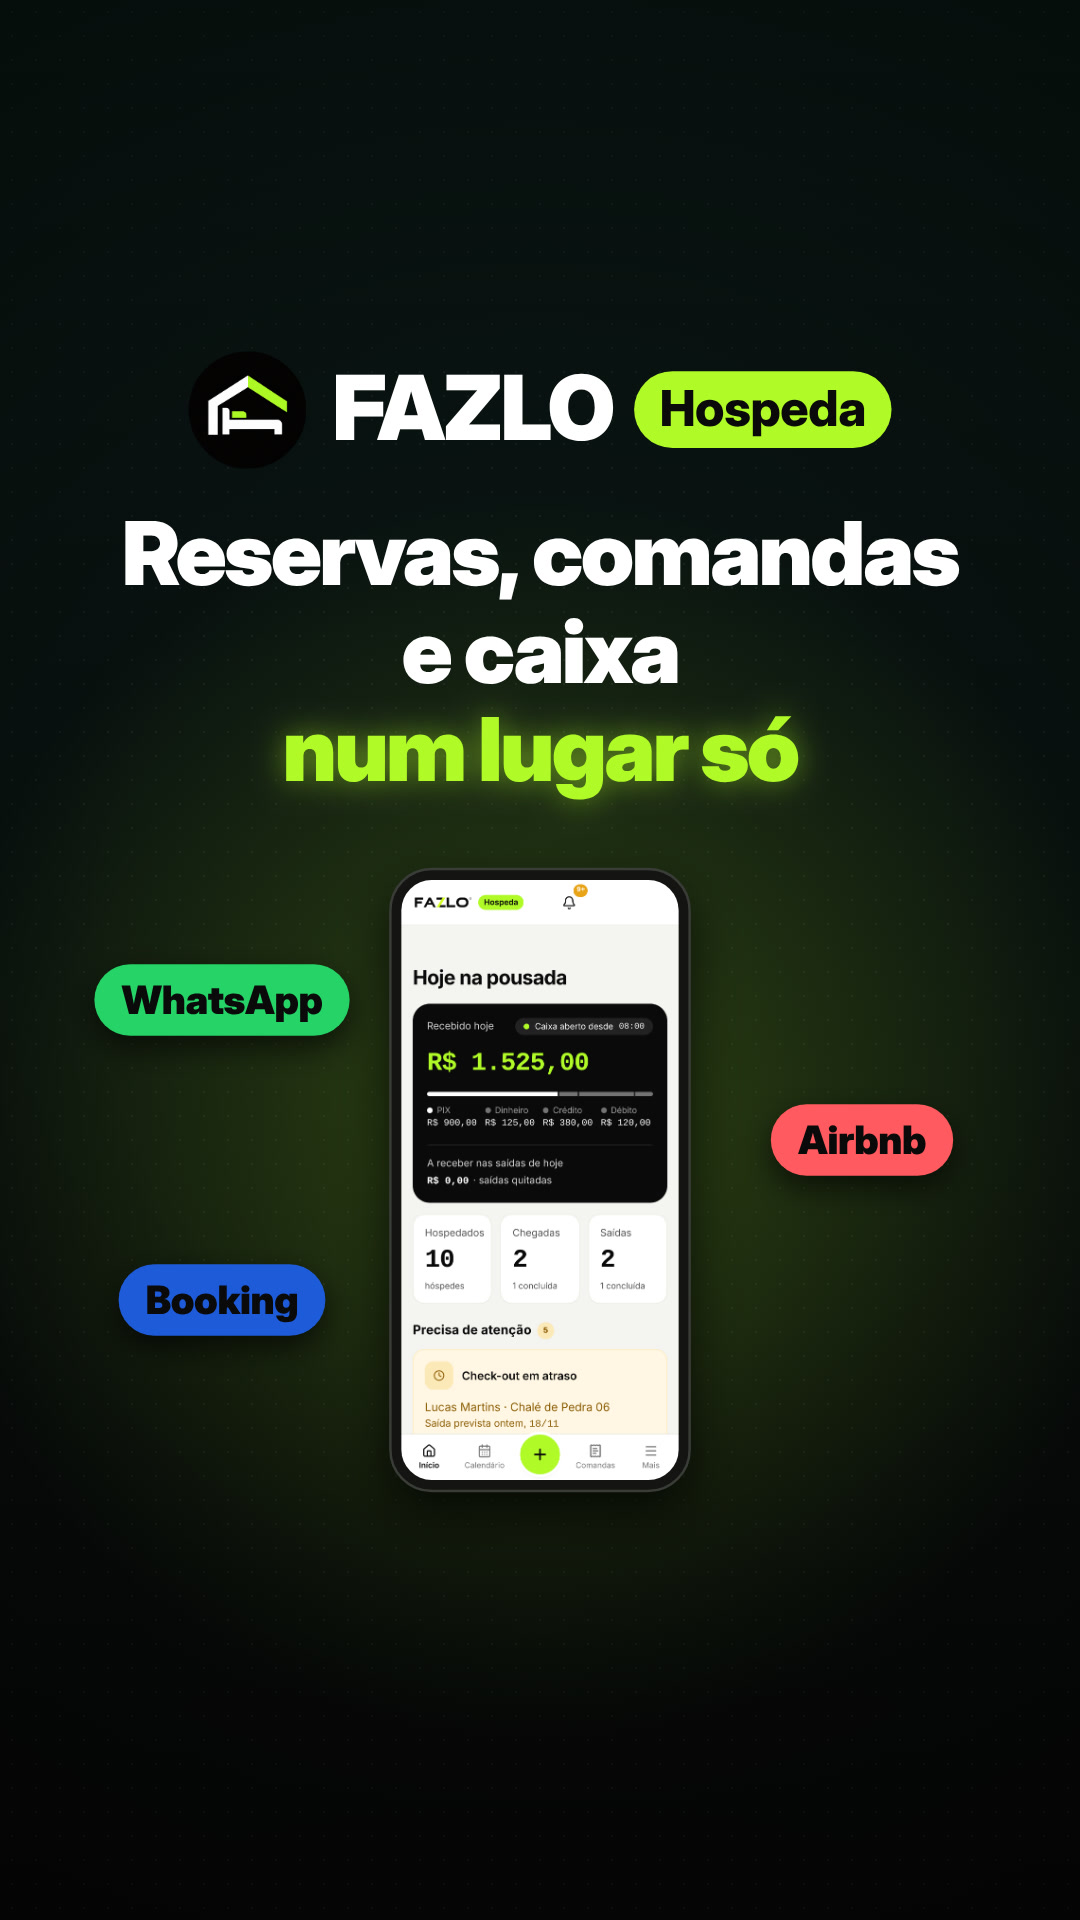 FAZLO Hospeda
Reservas, comandas
e caixa
num lugar só
FAZLO Hospeda
9+
Hoje na pousada
Recebido hoje
Caixa aberto desde 08:00
R$ 1.525,00
PIX Dinheiro Crédito Débito
R$ 900,00 R$ 125,00 R$ 380,00 R$ 120,00
A receber nas saídas de hoje
R$ 0,00 · saídas quitadas
Hospedados Chegadas Saídas
10 2 2
hóspedes 1 concluída 1 concluída
Precisa de atenção 5
Check-out em atraso
Lucas Martins · Chalé de Pedra 06
Saída prevista ontem, 18/11
Início Calendário + Comandas Mais
WhatsApp
Airbnb
Booking